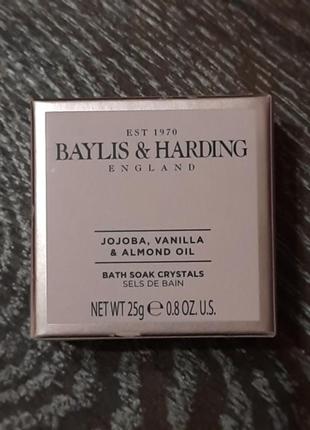 EST 1970
BAYLIS & HARDING
ENGLAND
JOJOBA, VANILLA
& ALMOND OIL
BATH SOAK CRYSTALS
SELS DE BAIN
NET WT 25g ℮ 0.8 OZ. U.S.